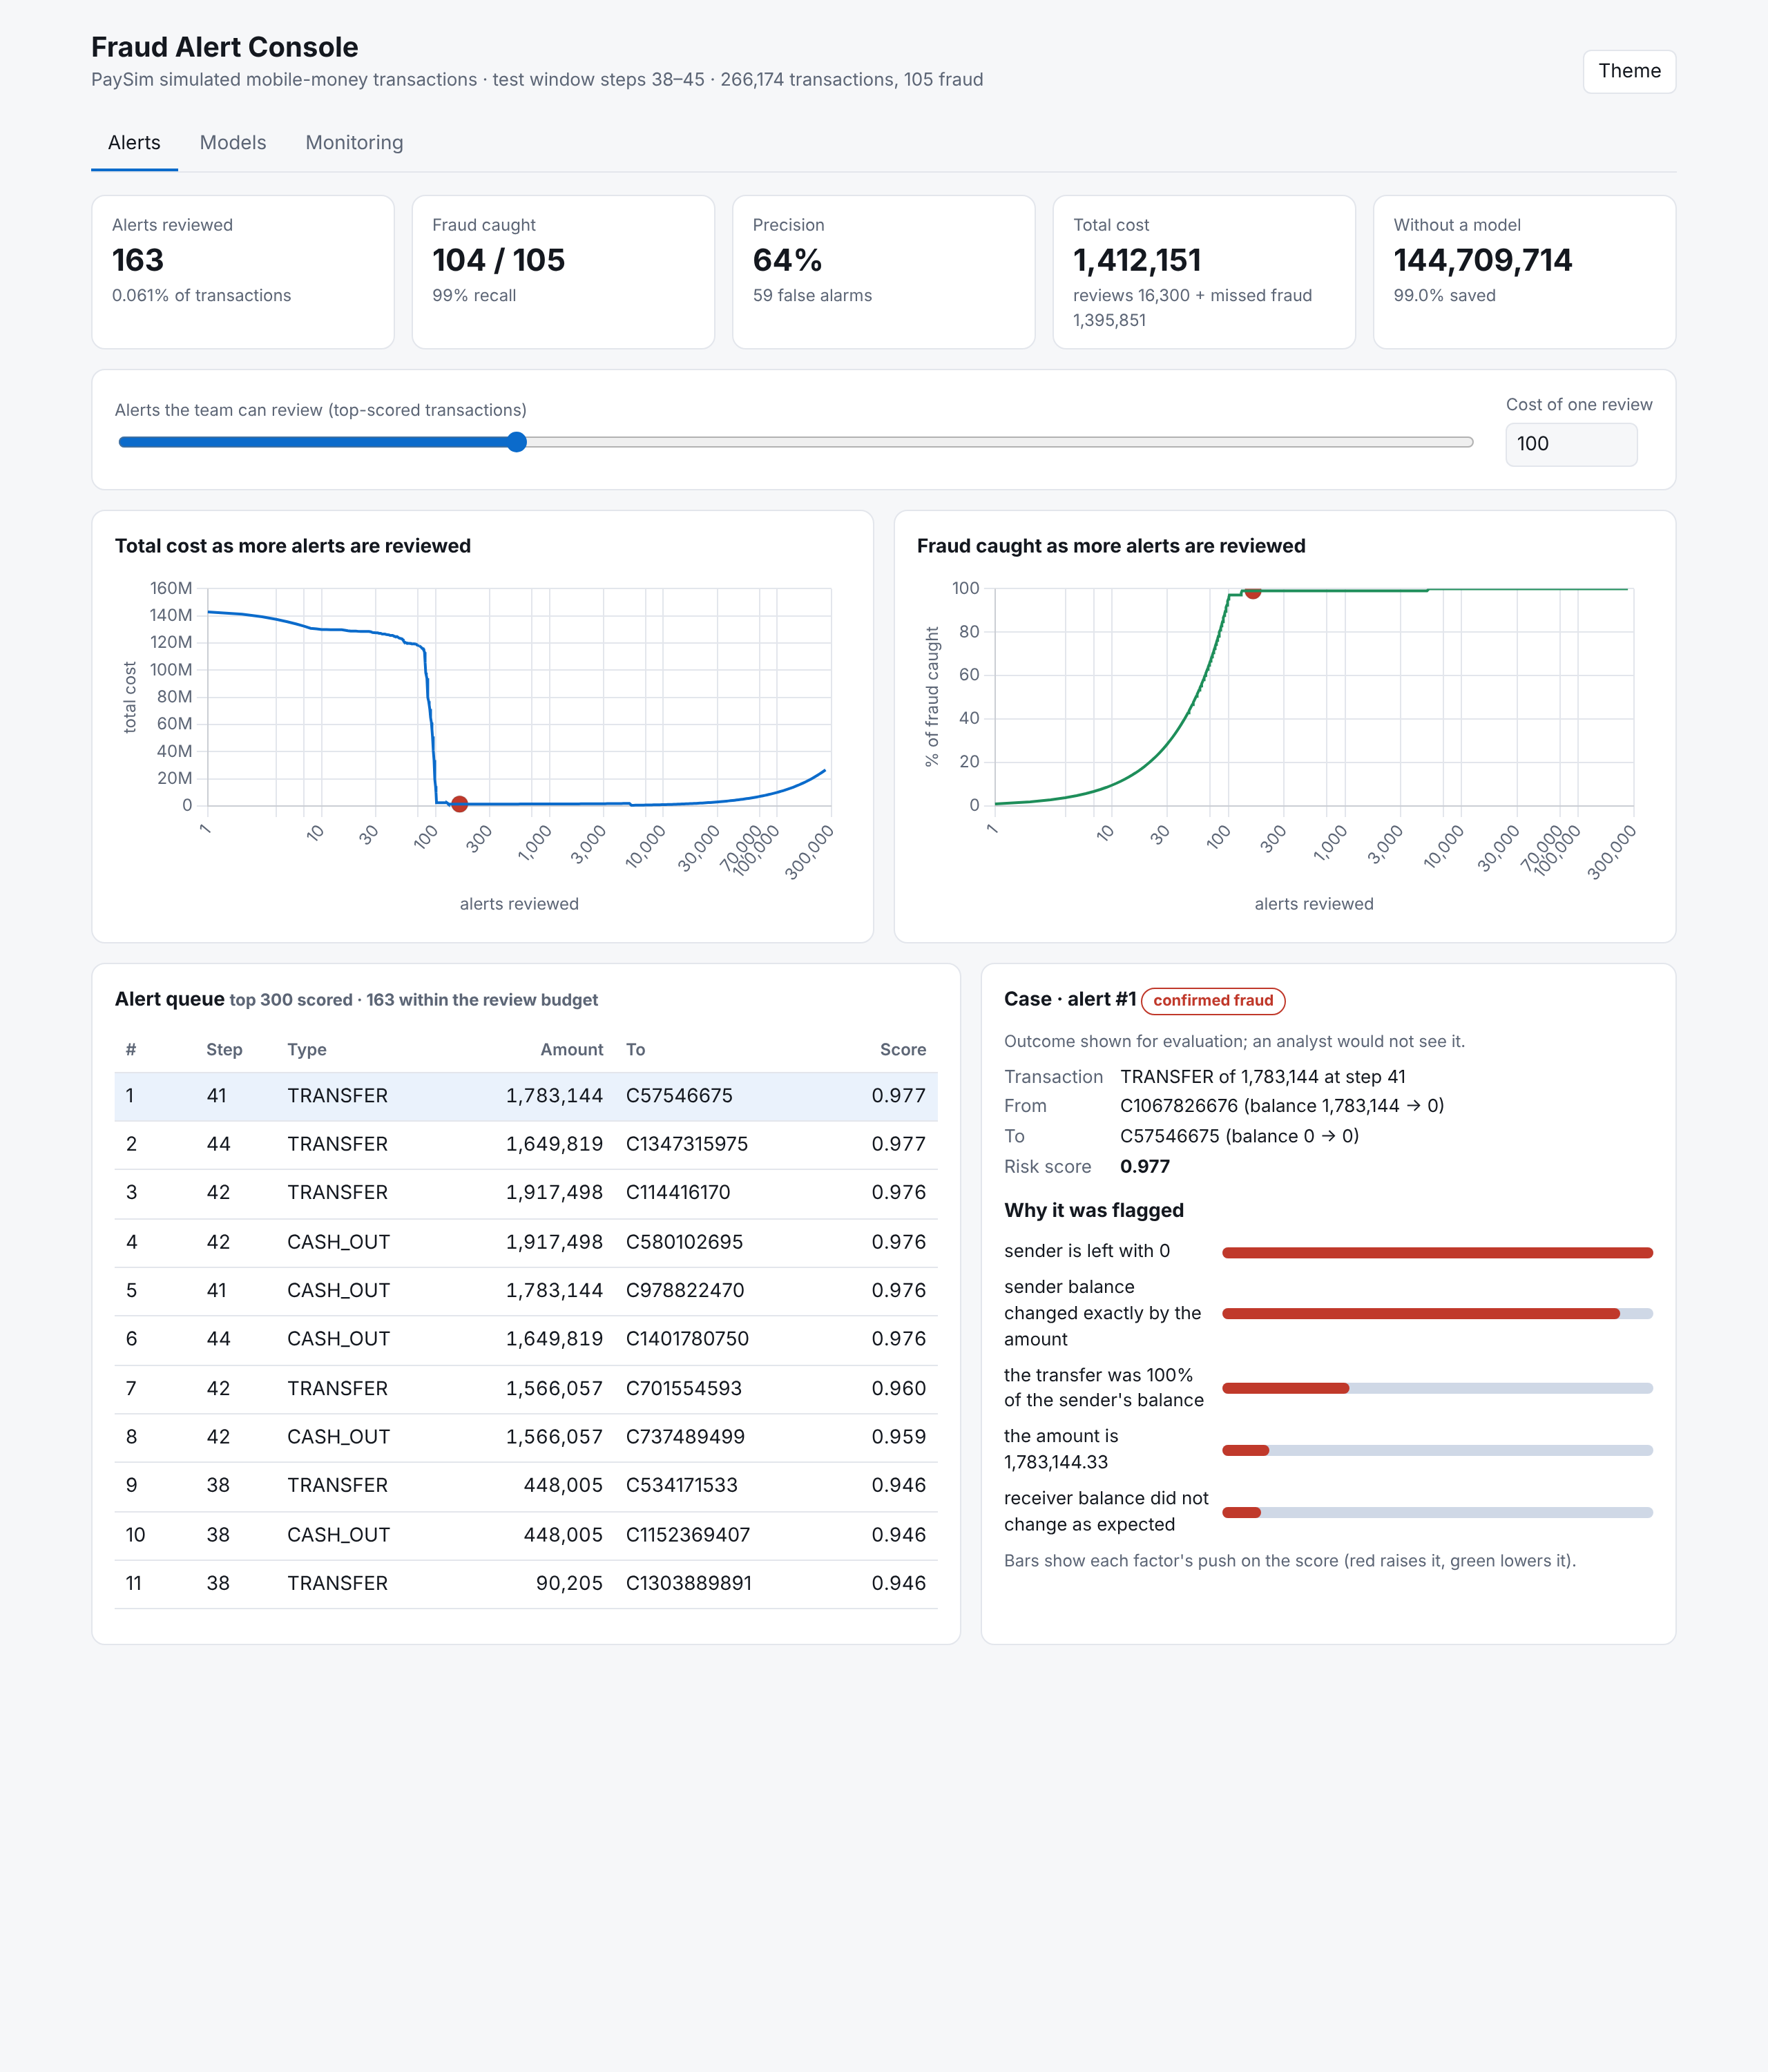 Fraud Alert Console
PaySim simulated mobile-money transactions · test window steps 38–45 · 266,174 transactions, 105 fraud
Theme
Alerts Models Monitoring
Alerts reviewed
163
0.061% of transactions
Fraud caught
104 / 105
99% recall
Precision
64%
59 false alarms
Total cost
1,412,151
reviews 16,300 + missed fraud
1,395,851
Without a model
144,709,714
99.0% saved
Alerts the team can review (top-scored transactions)
Cost of one review
100
Total cost as more alerts are reviewed
160M
140M
120M
100M
80M
60M
40M
20M
0
total cost
1 10 30 100 300 1,000 3,000 10,000 30,000 70,000 100,000 300,000
alerts reviewed
Fraud caught as more alerts are reviewed
100
80
60
40
20
0
% of fraud caught
1 10 30 100 300 1,000 3,000 10,000 30,000 70,000 100,000 300,000
alerts reviewed
Alert queue top 300 scored · 163 within the review budget
# Step Type Amount To Score
1 41 TRANSFER 1,783,144 C57546675 0.977
2 44 TRANSFER 1,649,819 C1347315975 0.977
3 42 TRANSFER 1,917,498 C114416170 0.976
4 42 CASH_OUT 1,917,498 C580102695 0.976
5 41 CASH_OUT 1,783,144 C978822470 0.976
6 44 CASH_OUT 1,649,819 C1401780750 0.976
7 42 TRANSFER 1,566,057 C701554593 0.960
8 42 CASH_OUT 1,566,057 C737489499 0.959
9 38 TRANSFER 448,005 C534171533 0.946
10 38 CASH_OUT 448,005 C1152369407 0.946
11 38 TRANSFER 90,205 C1303889891 0.946
Case · alert #1 confirmed fraud
Outcome shown for evaluation; an analyst would not see it.
Transaction TRANSFER of 1,783,144 at step 41
From C1067826676 (balance 1,783,144 → 0)
To C57546675 (balance 0 → 0)
Risk score 0.977
Why it was flagged
sender is left with 0
sender balance
changed exactly by the
amount
the transfer was 100%
of the sender's balance
the amount is
1,783,144.33
receiver balance did not
change as expected
Bars show each factor's push on the score (red raises it, green lowers it).